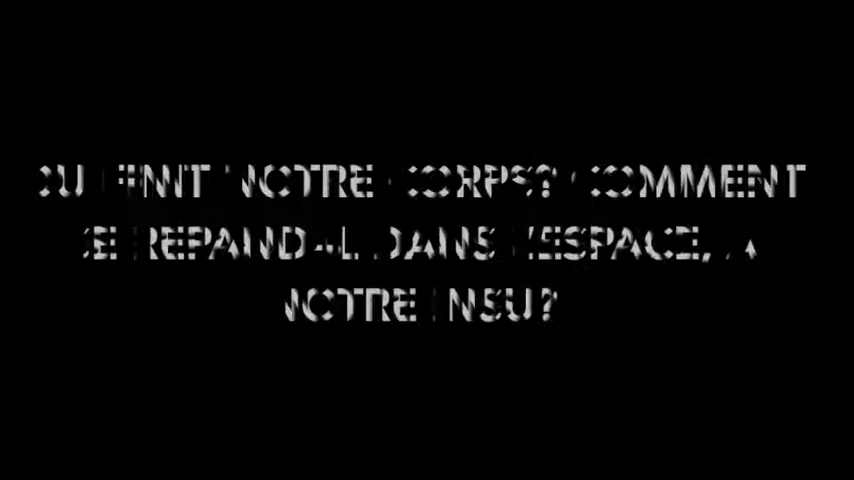 OU FINIT NOTRE CORPS? COMMENT
SE REPAND-IL DANS L'ESPACE, A
NOTRE INSU?